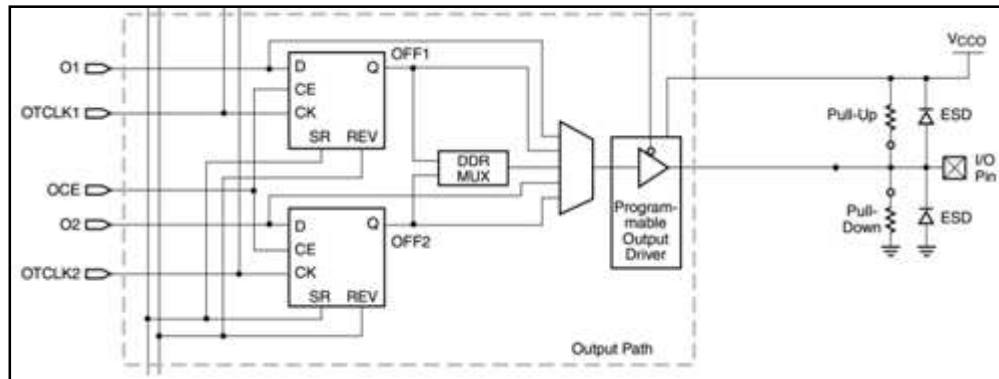 VCCO
O1
D
Q
OFF1
CE
OTCLK1
CK
SR REV
Pull-Up
ESD
DDR
MUX
I/O
Pin
OCE
O2
D
Q
OFF2
CE
OTCLK2
CK
SR REV
Program-
mable
Output
Driver
Pull-
Down
ESD
Output Path